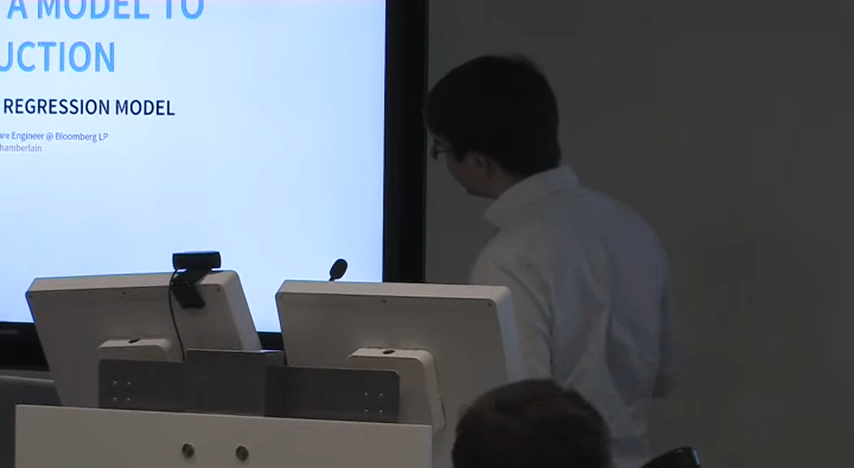 A MODEL TO
UCTION
REGRESSION MODEL
are Engineer @ Bloomberg LP
hamberlain